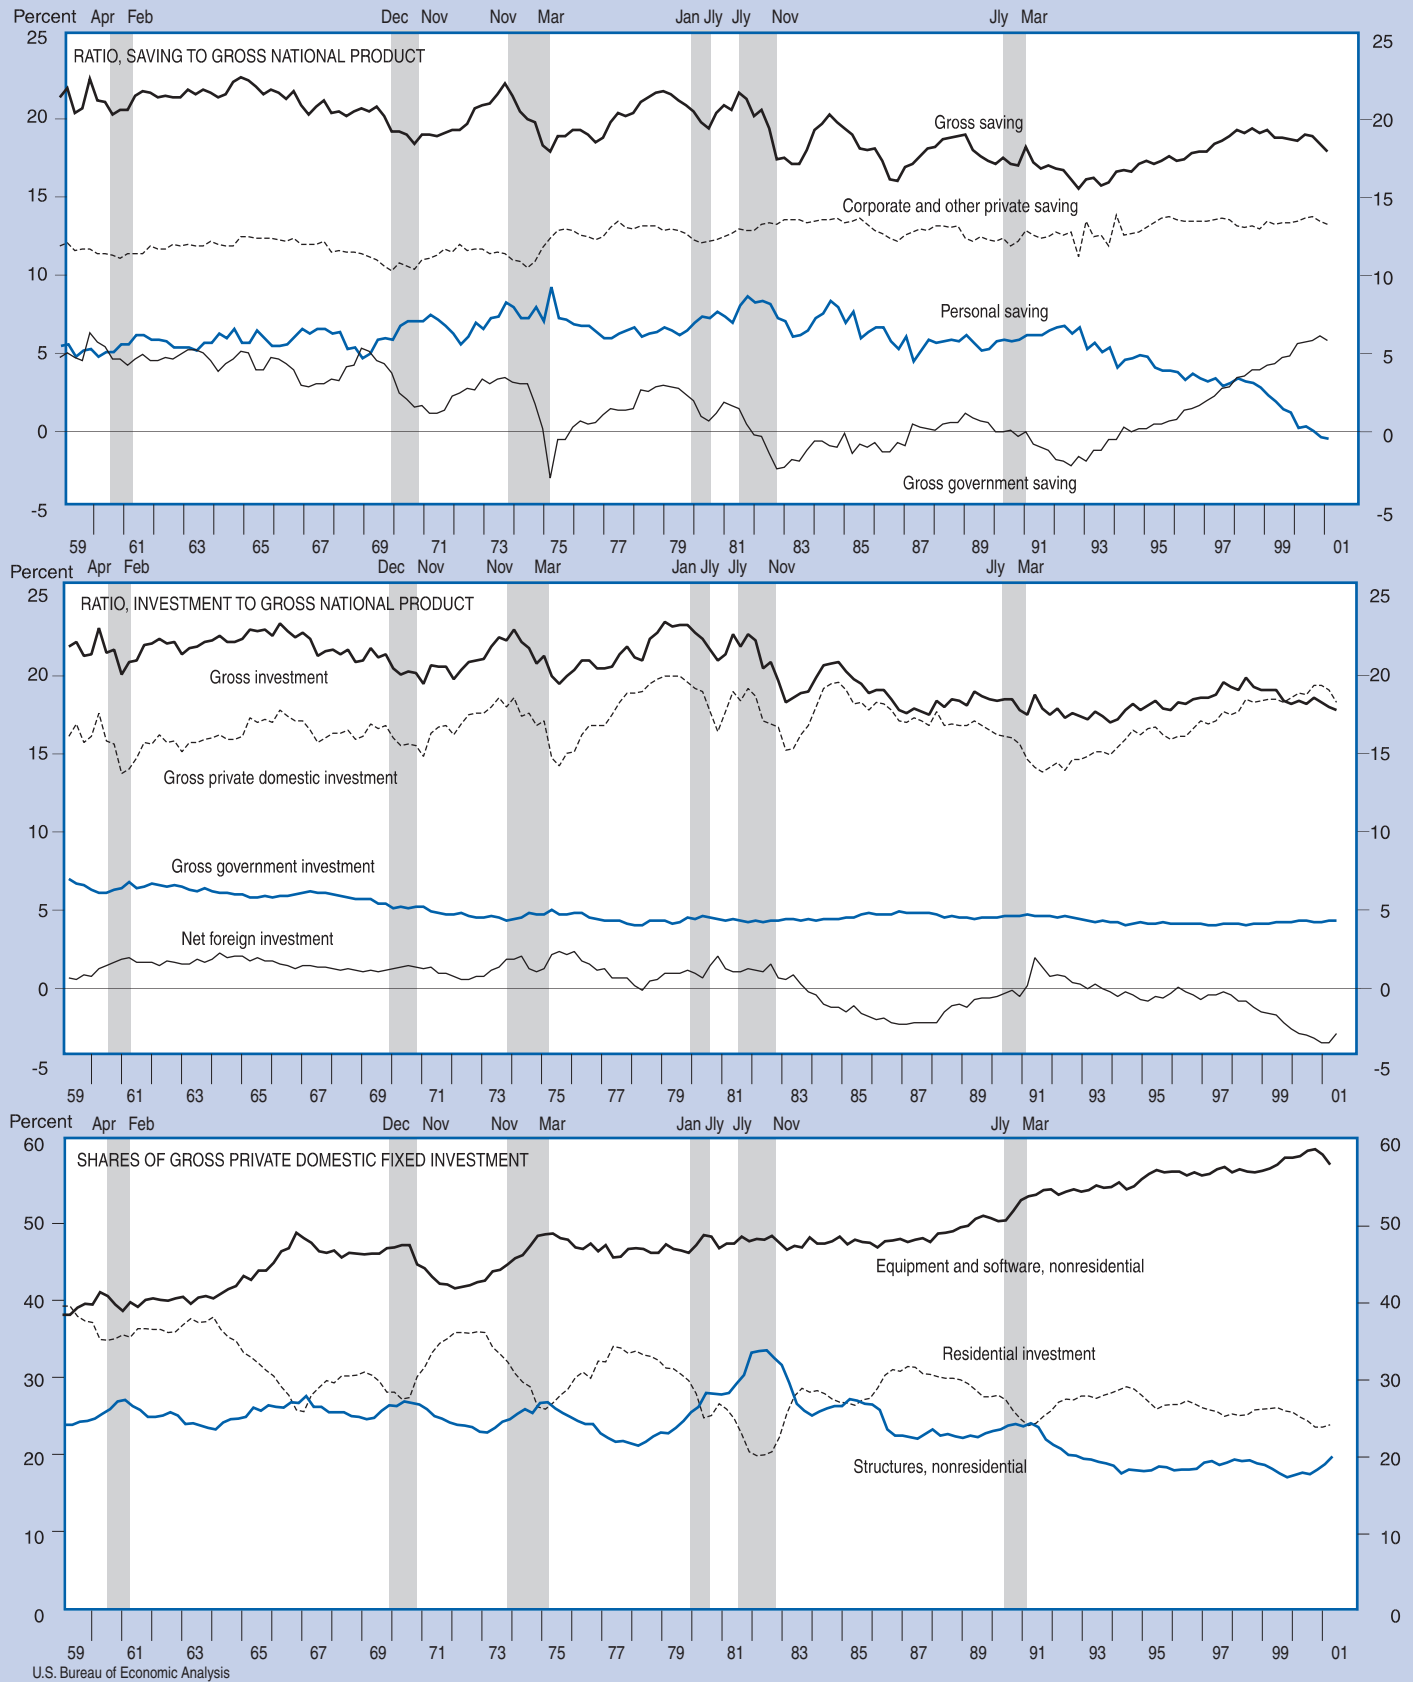 Percent Apr Feb Dec Nov Nov Mar Jan Jly Jly Nov Jly Mar
25 25
RATIO, SAVING TO GROSS NATIONAL PRODUCT
20 Gross saving 20
15 15
Corporate and other private saving
10 10
Personal saving
5 5
0 0
Gross government saving
-5 -5
59 61 63 65 67 69 71 73 75 77 79 81 83 85 87 89 91 93 95 97 99 01
Percent Apr Feb Dec Nov Nov Mar Jan Jly Jly Nov Jly Mar
25 25
RATIO, INVESTMENT TO GROSS NATIONAL PRODUCT
20 20
Gross investment
15 15
Gross private domestic investment
10 10
Gross government investment
5 5
Net foreign investment
0 0
-5 -5
59 61 63 65 67 69 71 73 75 77 79 81 83 85 87 89 91 93 95 97 99 01
Percent Apr Feb Dec Nov Nov Mar Jan Jly Jly Nov Jly Mar
60 60
SHARES OF GROSS PRIVATE DOMESTIC FIXED INVESTMENT
50 50
Equipment and software, nonresidential
40 40
Residential investment
30 30
20 20
Structures, nonresidential
10 10
0 0
59 61 63 65 67 69 71 73 75 77 79 81 83 85 87 89 91 93 95 97 99 01
U.S. Bureau of Economic Analysis